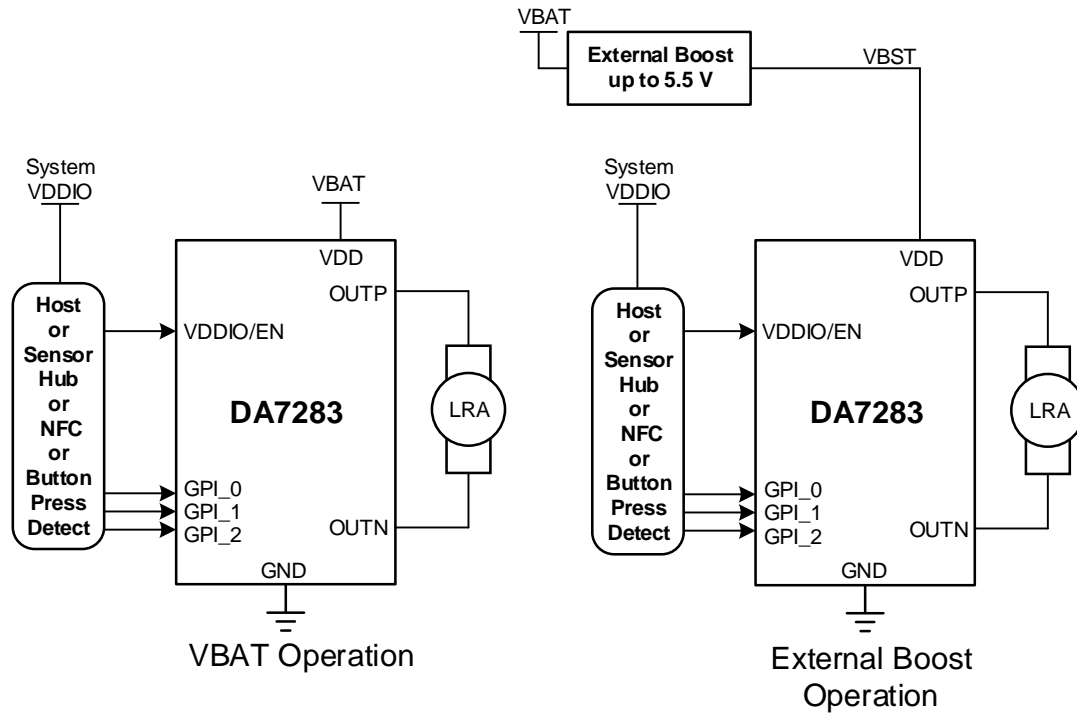 System
VDDIO
VBAT
VDD
OUTP
Host
or
Sensor
Hub
or
NFC
or
Button
Press
Detect
VDDIO/EN
DA7283
LRA
GPI_0
GPI_1
GPI_2
OUTN
GND
VBAT Operation
VBAT
External Boost
up to 5.5 V
VBST
System
VDDIO
VDD
OUTP
Host
or
Sensor
Hub
or
NFC
or
Button
Press
Detect
VDDIO/EN
DA7283
LRA
GPI_0
GPI_1
GPI_2
OUTN
GND
External Boost
Operation